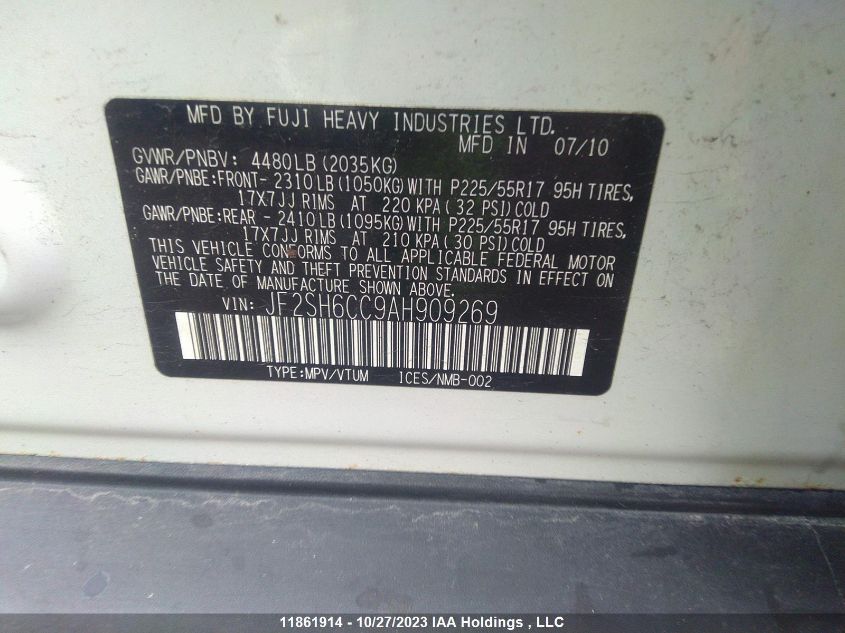 MFD BY FUJI HEAVY INDUSTRIES LTD.
MFD IN 07/10
GVWR/PNBV: 4480LB(2035KG)
GAWR/PNBE:FRONT- 2310LB(1050KG)WITH P225/55R17 95H TIRES,
17X7JJ RIMS AT 220 KPA(32 PSI)COLD
GAWR/PNBE:REAR - 2410LB(1095KG)WITH P225/55R17 95H TIRES,
17X7JJ RIMS AT 210 KPA(30 PSI)COLD
THIS VEHICLE CONFORMS TO ALL APPLICABLE FEDERAL MOTOR
VEHICLE SAFETY AND THEFT PREVENTION STANDARDS IN EFFECT ON
THE DATE OF MANUFACTURE SHOWN ABOVE.
VIN: JF2SH6CC9AH909269
TYPE:MPV/VTUM ICES/NMB-002
11861914 - 10/27/2023 IAA Holdings , LLC